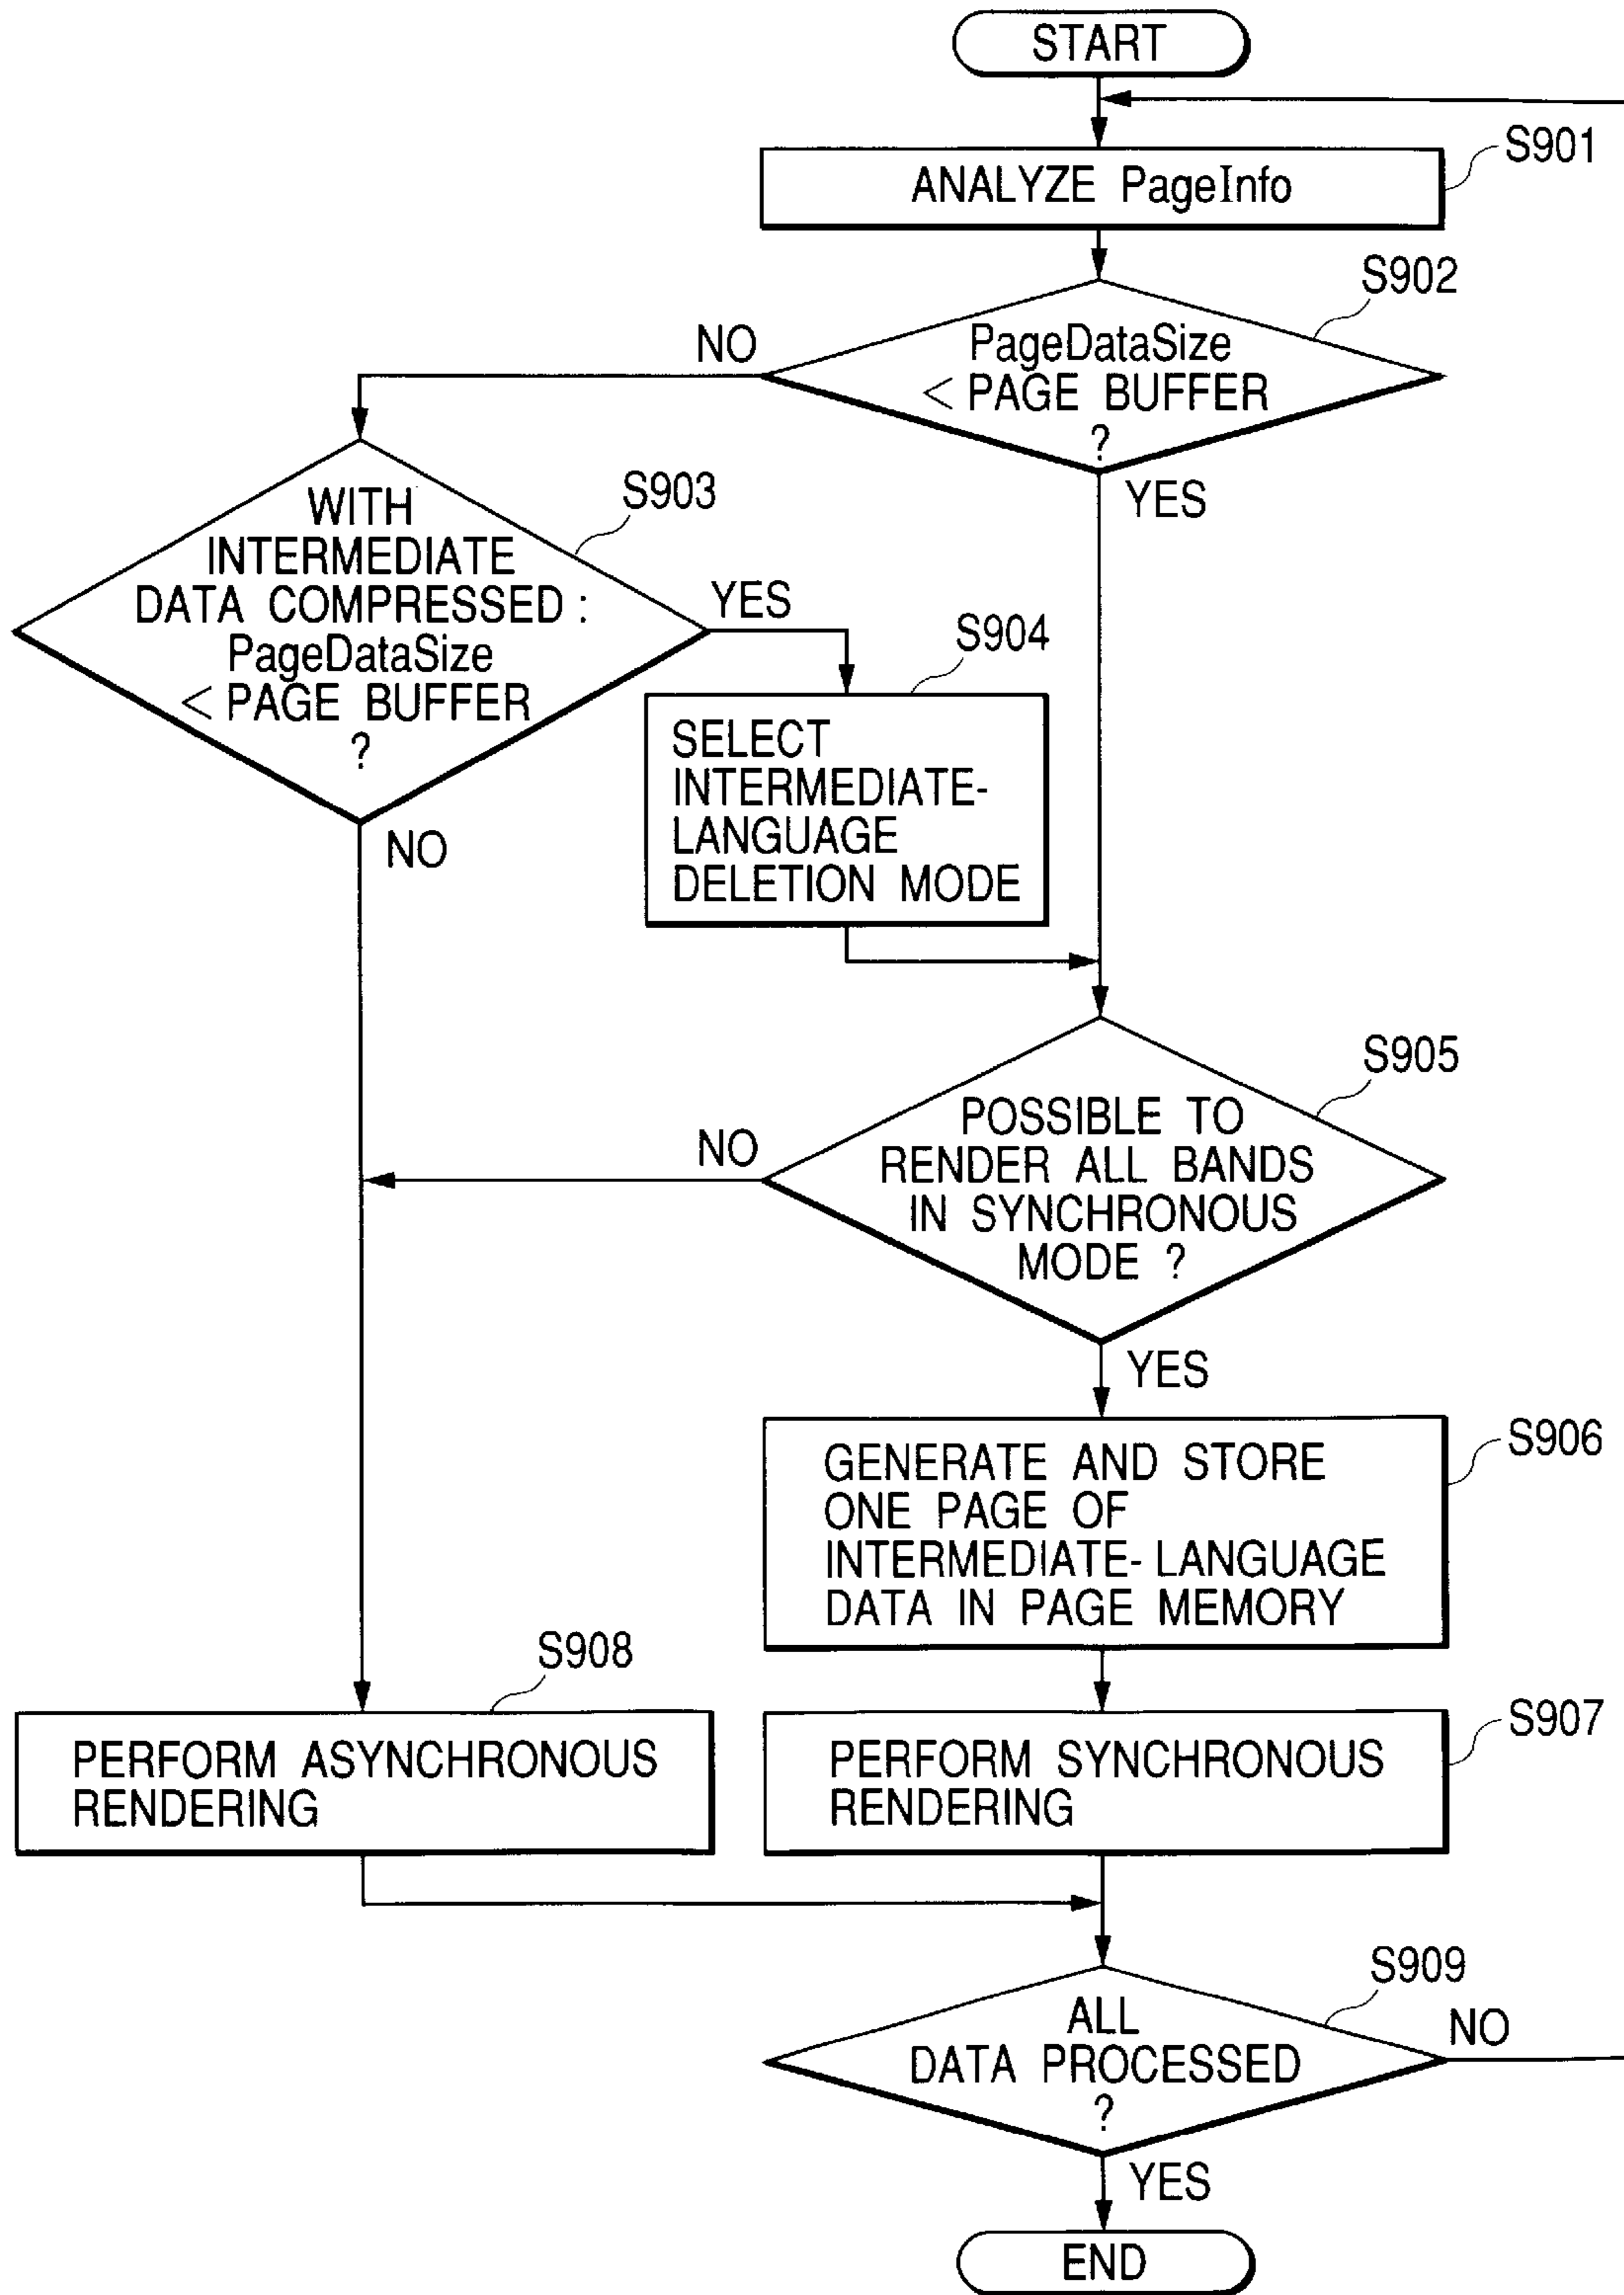 START
ANALYZE PageInfo
S901
S902
PageDataSize
< PAGE BUFFER
?
NO
YES
S903
WITH
INTERMEDIATE
DATA COMPRESSED :
PageDataSize
< PAGE BUFFER
?
YES
NO
S904
SELECT
INTERMEDIATE-
LANGUAGE
DELETION MODE
S905
POSSIBLE TO
RENDER ALL BANDS
IN SYNCHRONOUS
MODE ?
NO
YES
S906
GENERATE AND STORE
ONE PAGE OF
INTERMEDIATE- LANGUAGE
DATA IN PAGE MEMORY
S908
PERFORM ASYNCHRONOUS
RENDERING
S907
PERFORM SYNCHRONOUS
RENDERING
S909
ALL
DATA PROCESSED
?
NO
YES
END